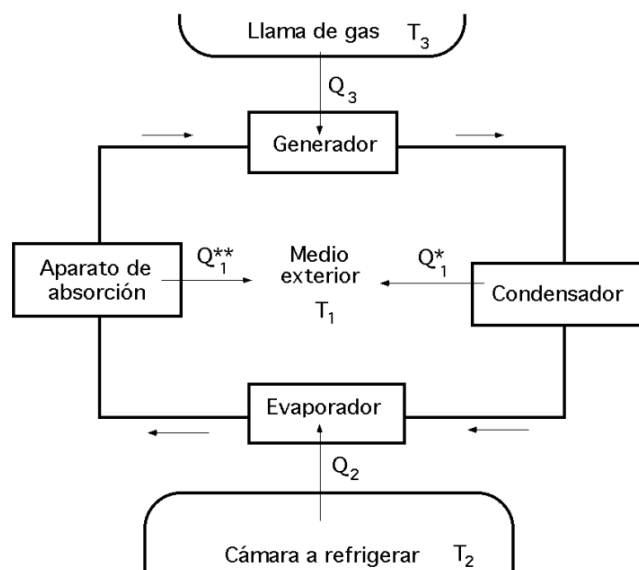 Llama de gas T3
Q3
Generador
Aparato de
absorción
Q1**
Medio
exterior
T1
Q1*
Condensador
Evaporador
Q2
Cámara a refrigerar T2